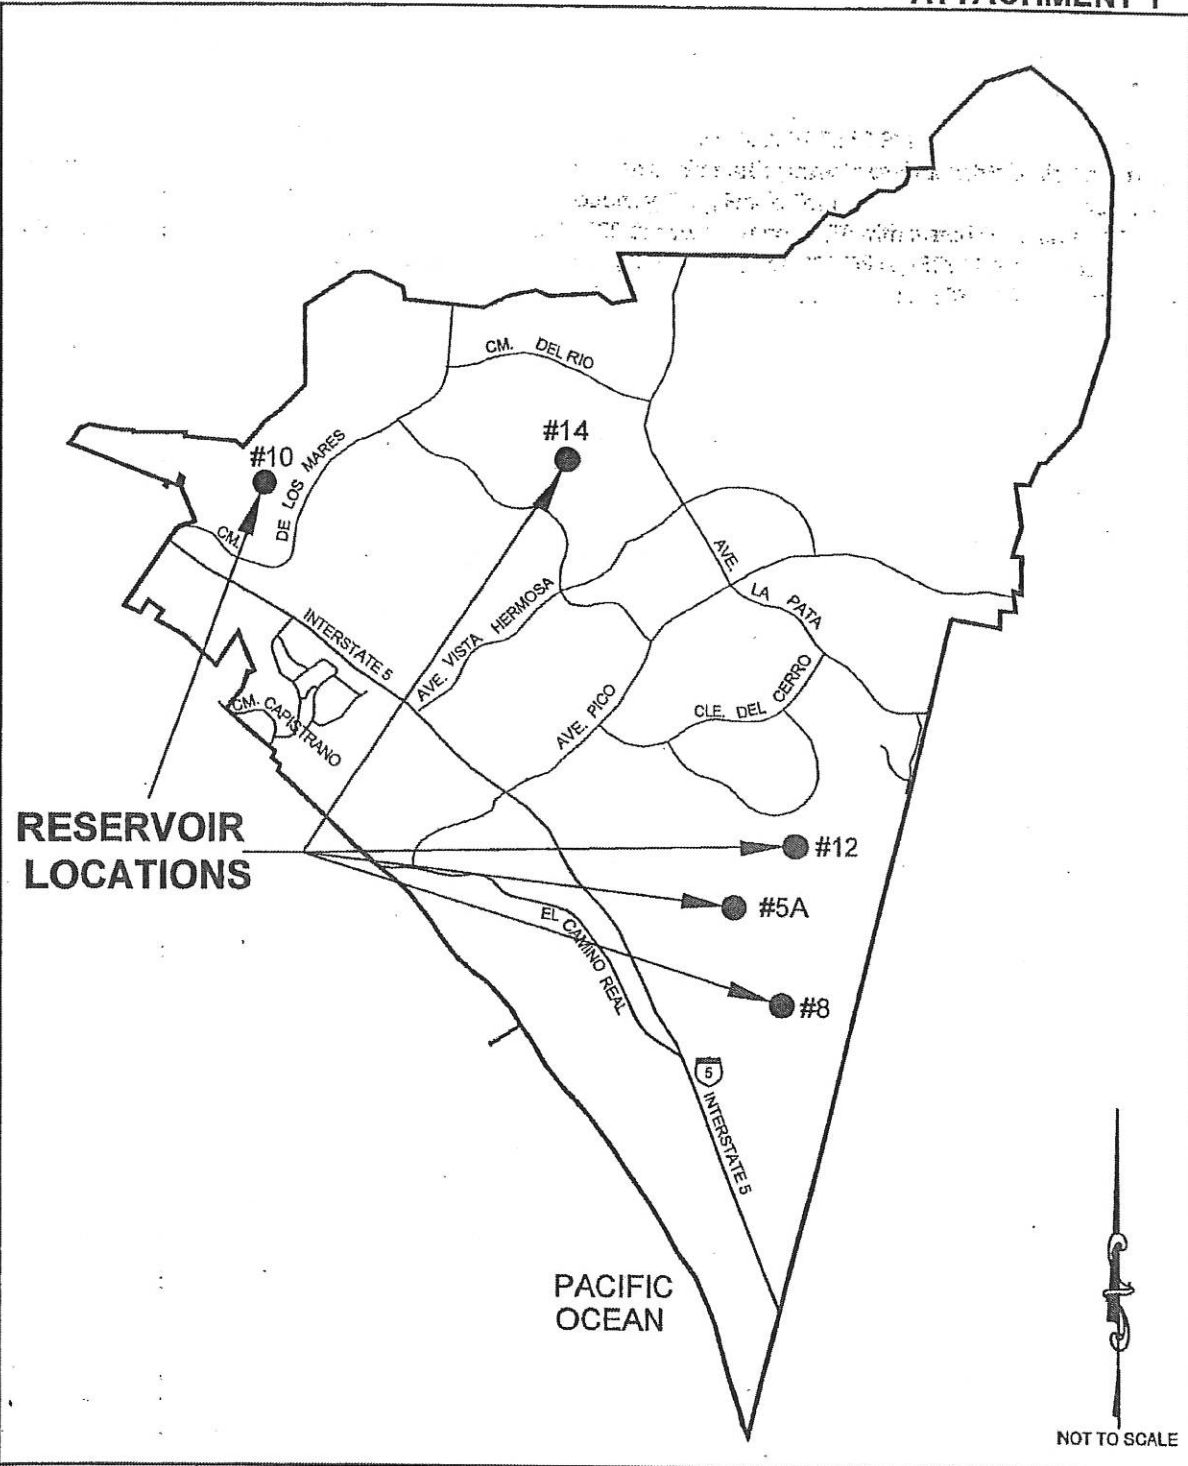 ATTACHMENT 1
CM. DEL RIO
#14
#10
DE LOS MARES
CM.
AVE.
LA PATA
INTERSTATE 5
AVE. VISTA HERMOSA
CLE. DEL CERRO
AVE. PICO
CM. CAPISTRANO
RESERVOIR
LOCATIONS
#12
#5A
EL CAMINO REAL
#8
5
INTERSTATE 5
PACIFIC
OCEAN
NOT TO SCALE